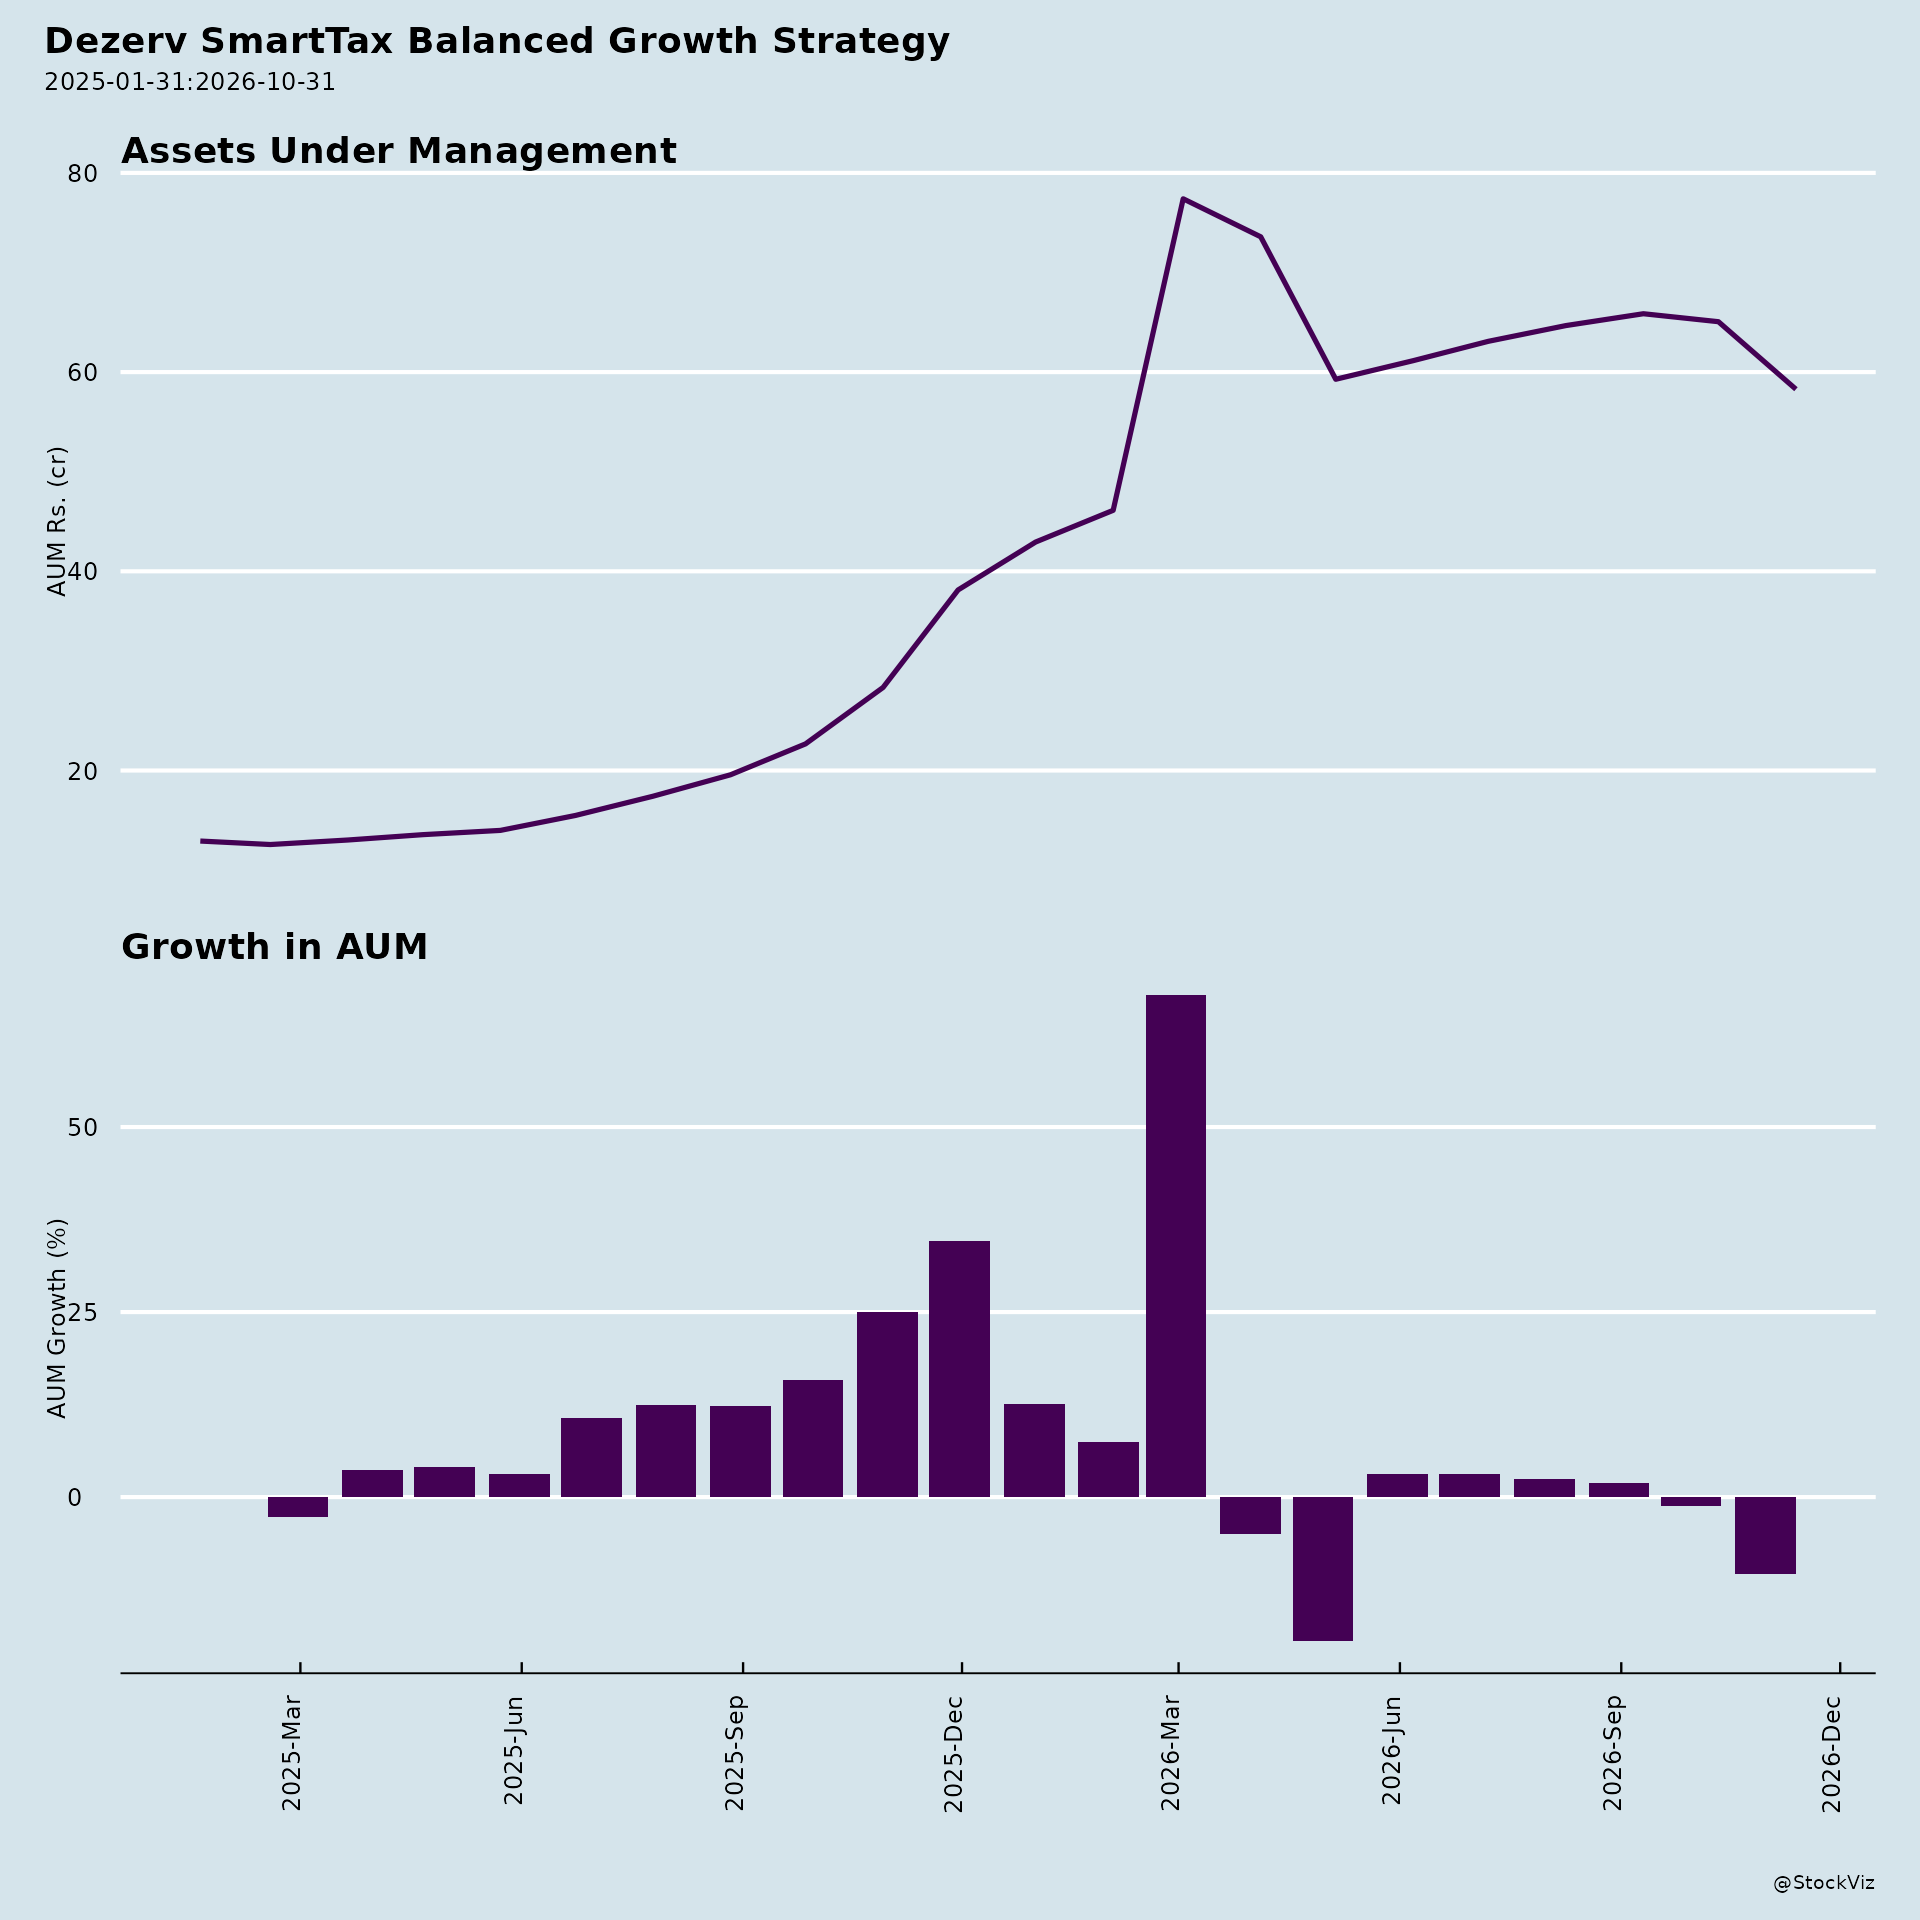 Dezerv SmartTax Balanced Growth Strategy
2025-01-31:2026-10-31
Assets Under Management
80
60
40
20
AUM Rs. (cr)
Growth in AUM
50
25
0
AUM Growth (%)
2025-Mar
2025-Jun
2025-Sep
2025-Dec
2026-Mar
2026-Jun
2026-Sep
2026-Dec
@StockViz